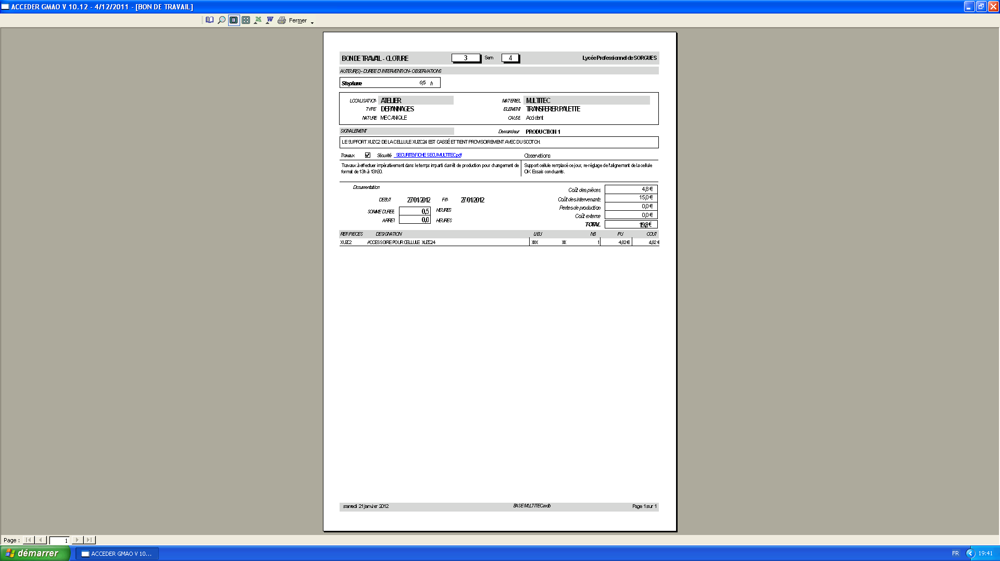 ACCEDER GMAO V 10.12 - 4/12/2011 - [BON DE TRAVAIL]
Fermer
BON DE TRAVAIL - CLOTURE 3 Sem 4 Lycée Professionnel de SORGUES
AUTEUR(S) - DUREE D'INTERVENTION - OBSERVATIONS
Stephane 0,5 h
LOCALISATION ATELIER MATERIEL MULTITEC
TYPE DEPANNAGES ELEMENT TRANSFERER PALETTE
NATURE MECANIQUE CAUSE Accident
SIGNALEMENT Demandeur PRODUCTION 1
LE SUPPORT XUZC2 DE LA CELLULE XUZC24 EST CASSÉ ET TIENT PROVISOIREMENT AVEC DU SCOTCH.
Travaux Sécurité SECURITE\FICHE SECU MULTITEC.pdf Observations
Travaux à effectuer impérativement dans le temps imparti d'arrêt de production pour changement de
format de 13h à 13h30.
Support cellule remplacé ce jour, re-réglage de l'alignement de la cellule
OK. Essais concluants.
Documentation
DEBUT 27/01/2012 FIN 27/01/2012
SOMME DUREE 0,5 HEURES
ARRET 0,0 HEURES
Coût des pièces 4,8 €
Coût des intervenants 15,0 €
Pertes de production 0,0 €
Coût externe 0,0 €
TOTAL 19,8 €
REF.PIECES DESIGNATION LIEU NB PU COUT
XUZC2 ACCESSOIRE POUR CELLULE XUZC24 XXX XX 1 4,82 € 4,82 €
samedi 21 janvier 2012 BASE MULTITEC.mdb Page 1 sur 1
Page : 1
démarrer ACCEDER GMAO V 10... FR 19:41